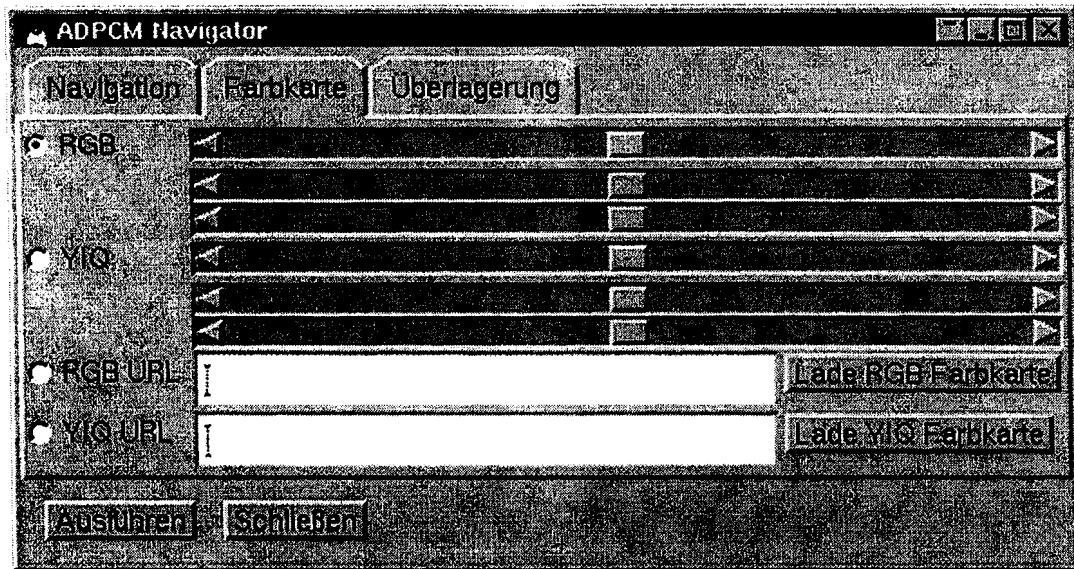 ADPCM Navigator
Navigation Farbkarte Überlagerung
RGB
YIQ
RGB URL Lade RGB Farbkarte
YIQ URL Lade YIQ Farbkarte
Ausführen Schließen